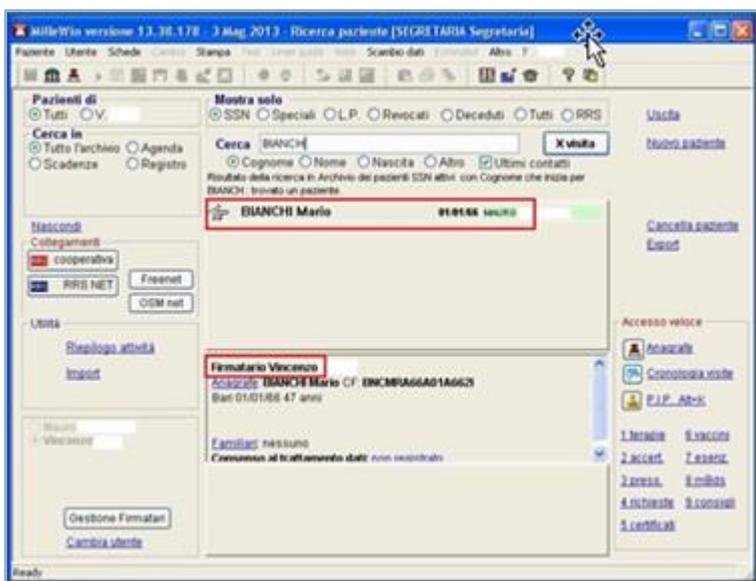 MilleWin versione 13.38.178 - 3 Mag 2013 - Ricerca paziente [SEGRETARIA Segretaria]
Paziente Utente Schede Stampa Scambio dati Altro ?
Pazienti di
Tutti V.
Cerca in
Tutto l'archivio Agenda
Scadenze Registro
Nascondi
Collegamenti
cooperativa
RRS NET
Freenet
OSM net
Utilità
Riepilogo attività
Import
Mauro
Vincenzo
Gestione Firmatari
Cambia utente
Mostra solo
SSN Speciali L.P. Revocati Deceduti Tutti RRS
Cerca BIANCH X visita
Cognome Nome Nascita Altro Ultimi contatti
Risultato della ricerca in Archivio dei pazienti SSN attivi con Cognome che inizia per
BIANCH : trovato un paziente.
BIANCHI Mario 01/01/66 MAURO
Firmatario Vincenzo
Anagrafe: BIANCHI Mario CF: BNCMRA66A01A662I
Bari 01/01/66 47 anni
Familiari: nessuno
Consenso al trattamento dati: non registrato
Uscita
Nuovo paziente
Cancella paziente
Export
Accesso veloce
Anagrafe
Cronologia visite
P.I.P. Alt+K
1.terapie 6.vaccini
2.accert. 7.esenz.
3.press. 8.mBds
4.richieste 9.consigli
5.certificati
Ready